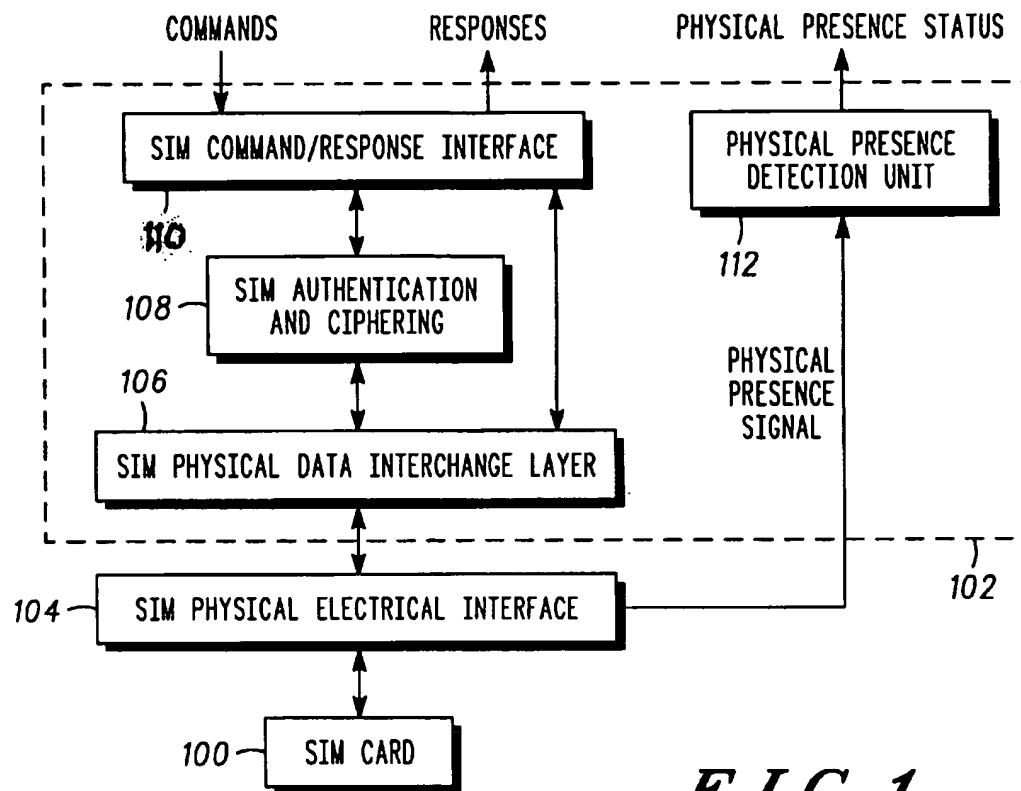 COMMANDS
RESPONSES
PHYSICAL PRESENCE STATUS
SIM COMMAND/RESPONSE INTERFACE
PHYSICAL PRESENCE
DETECTION UNIT
110
112
SIM AUTHENTICATION
AND CIPHERING
108
PHYSICAL
PRESENCE
SIGNAL
106
SIM PHYSICAL DATA INTERCHANGE LAYER
102
104
SIM PHYSICAL ELECTRICAL INTERFACE
100
SIM CARD
FIG. 1